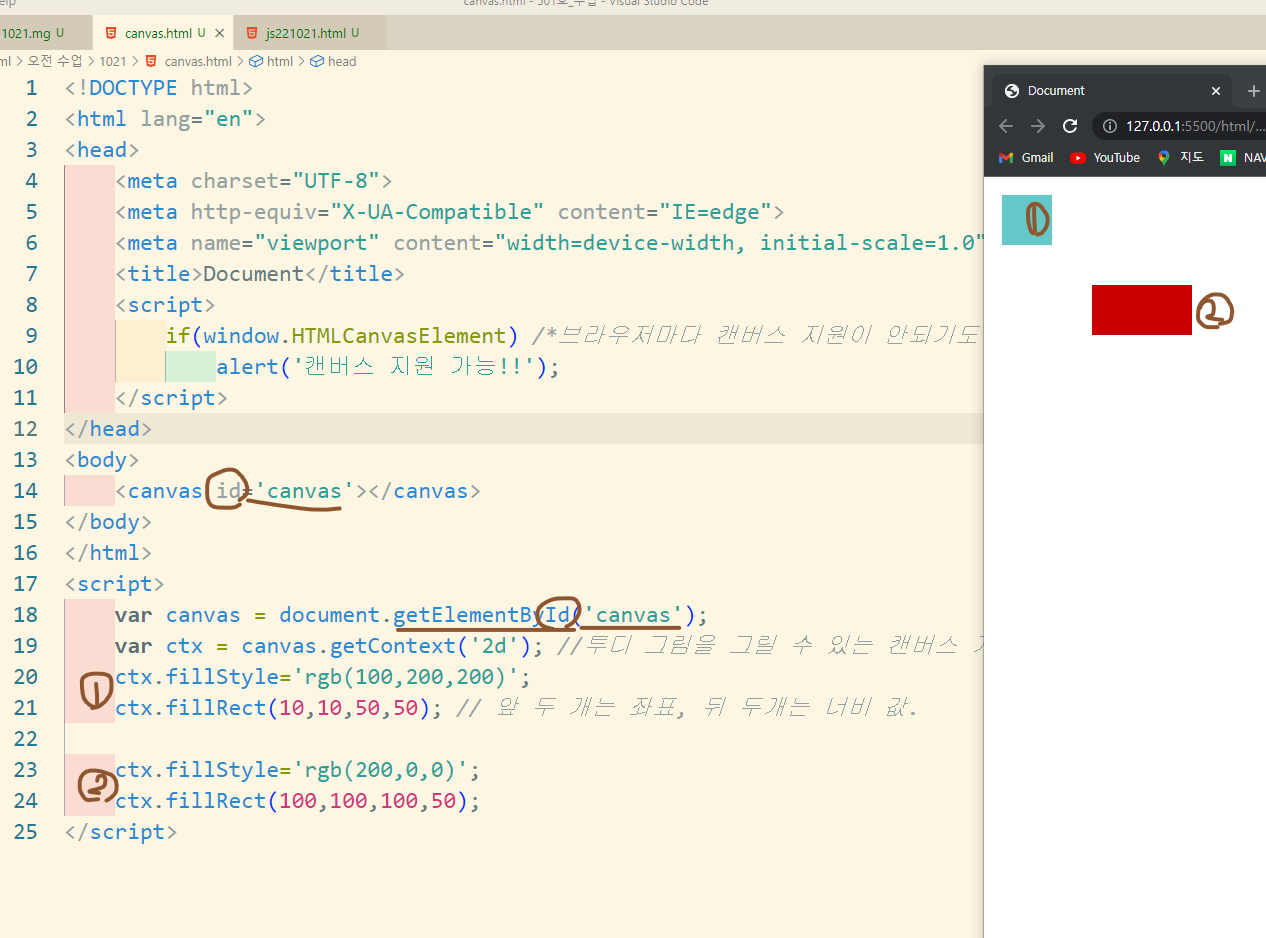 elp
canvas.html - 501호_수업 - Visual Studio Code
1021.mg U
canvas.html U
js221021.html U
ml > 오전 수업 > 1021 > canvas.html > html > head
1 <!DOCTYPE html>
2 <html lang="en">
3 <head>
4 <meta charset="UTF-8">
5 <meta http-equiv="X-UA-Compatible" content="IE=edge">
6 <meta name="viewport" content="width=device-width, initial-scale=1.0"
7 <title>Document</title>
8 <script>
9 if(window.HTMLCanvasElement) /*브라우저마다 캔버스 지원이 안되기도
10 alert('캔버스 지원 가능!!');
11 </script>
12 </head>
13 <body>
14 <canvas id='canvas'></canvas>
15 </body>
16 </html>
17 <script>
18 var canvas = document.getElementById('canvas');
19 var ctx = canvas.getContext('2d'); //투디 그림을 그릴 수 있는 캔버스
20 ctx.fillStyle='rgb(100,200,200)';
① 21 ctx.fillRect(10,10,50,50); // 앞 두 개는 좌표, 뒤 두개는 너비 값.
22
23 ctx.fillStyle='rgb(200,0,0)';
② 24 ctx.fillRect(100,100,100,50);
25 </script>
Document
127.0.0.1:5500/html/...
Gmail YouTube 지도 NAV
①
②